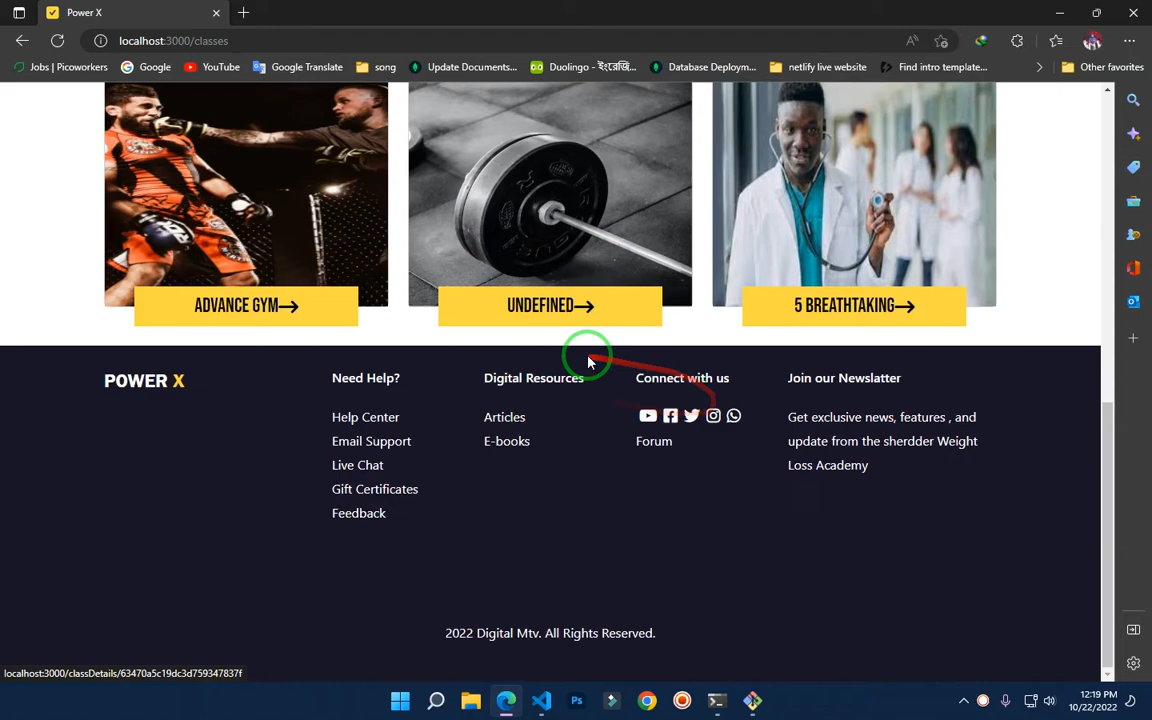 Power X
localhost:3000/classes
Jobs | Picoworkers
Google
YouTube
Google Translate
song
Update Documents...
Duolingo - ইংরেজি...
Database Deploym...
netlify live website
Find intro template...
Other favorites
ADVANCE GYM→
UNDEFINED→
5 BREATHTAKING→
POWER X
Need Help?
Help Center
Email Support
Live Chat
Gift Certificates
Feedback
Digital Resources
Articles
E-books
Connect with us
Forum
Join our Newslatter
Get exclusive news, features , and
update from the sherdder Weight
Loss Academy
2022 Digital Mtv. All Rights Reserved.
localhost:3000/classDetails/63470a5c19dc3d759347837f
12:19 PM
10/22/2022